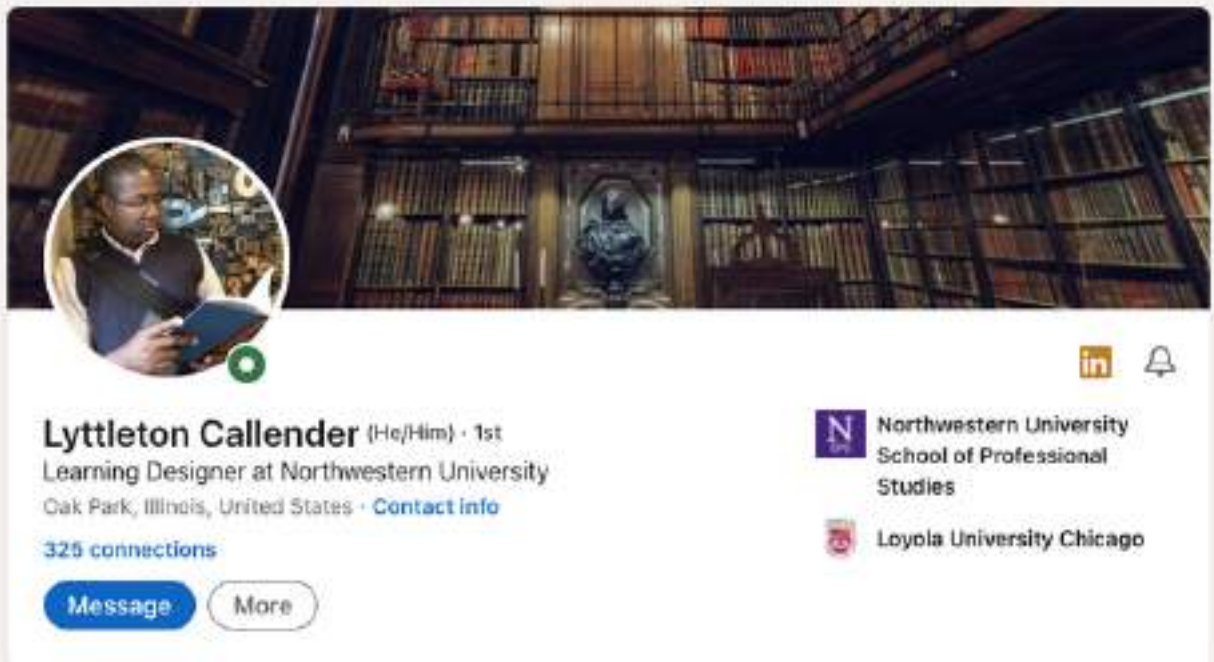 in
Lyttleton Callender (He/Him) · 1st
Learning Designer at Northwestern University
Oak Park, Illinois, United States · Contact info
325 connections
Message
More
N
Northwestern University
School of Professional
Studies
Loyola University Chicago